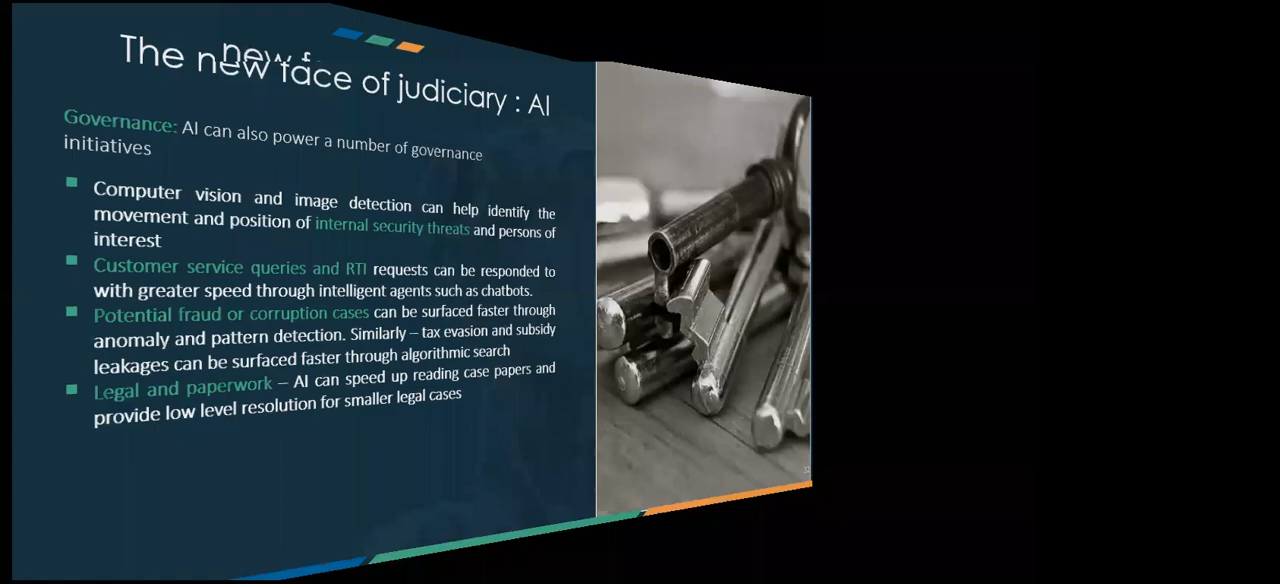 The new face of judiciary : AI
Governance: AI can also power a number of governance
initiatives
Computer vision and image detection can help identify the
movement and position of internal security threats and persons of
interest
Customer service queries and RTI requests can be responded to
with greater speed through intelligent agents such as chatbots.
Potential fraud or corruption cases can be surfaced faster through
anomaly and pattern detection. Similarly – tax evasion and subsidy
leakages can be surfaced faster through algorithmic search
Legal and paperwork – AI can speed up reading case papers and
provide low level resolution for smaller legal cases